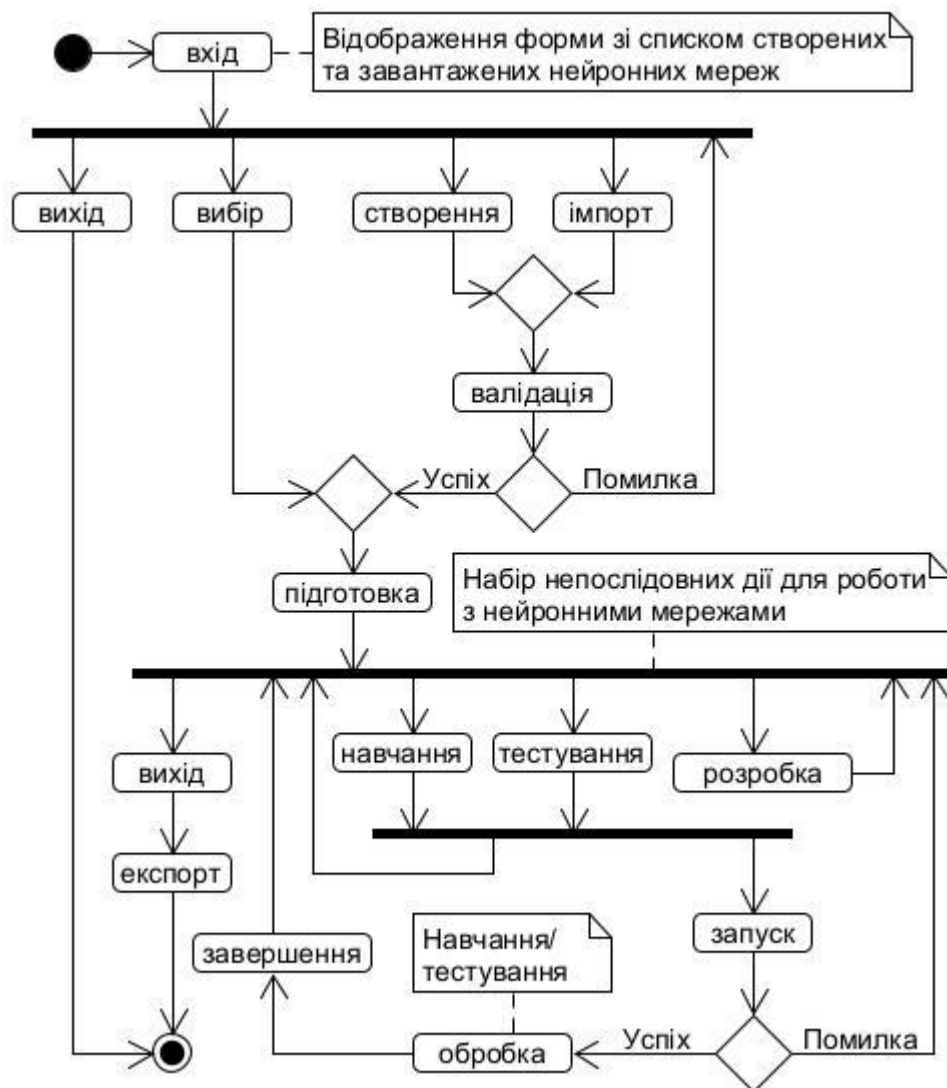 вхід
Відображення форми зі списком створених
та завантажених нейронних мереж
вихід
вибір
створення
імпорт
валідація
Успіх
Помилка
підготовка
Набір непослідовних дії для роботи
з нейронними мережами
навчання
тестування
вихід
розробка
експорт
запуск
завершення
Навчання/
тестування
обробка
Успіх
Помилка